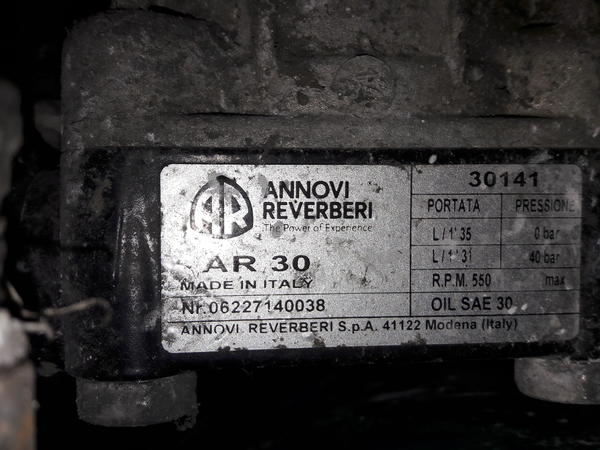 AR
ANNOVI
REVERBERI
The Power of Experience
AR 30
MADE IN ITALY
Nr.06227140038
30141
PORTATA PRESSIONE
L/1' 35 0 bar
L/1' 31 40 bar
R.P.M. 550 max
OIL SAE 30
ANNOVI REVERBERI S.p.A. 41122 Modena (Italy)